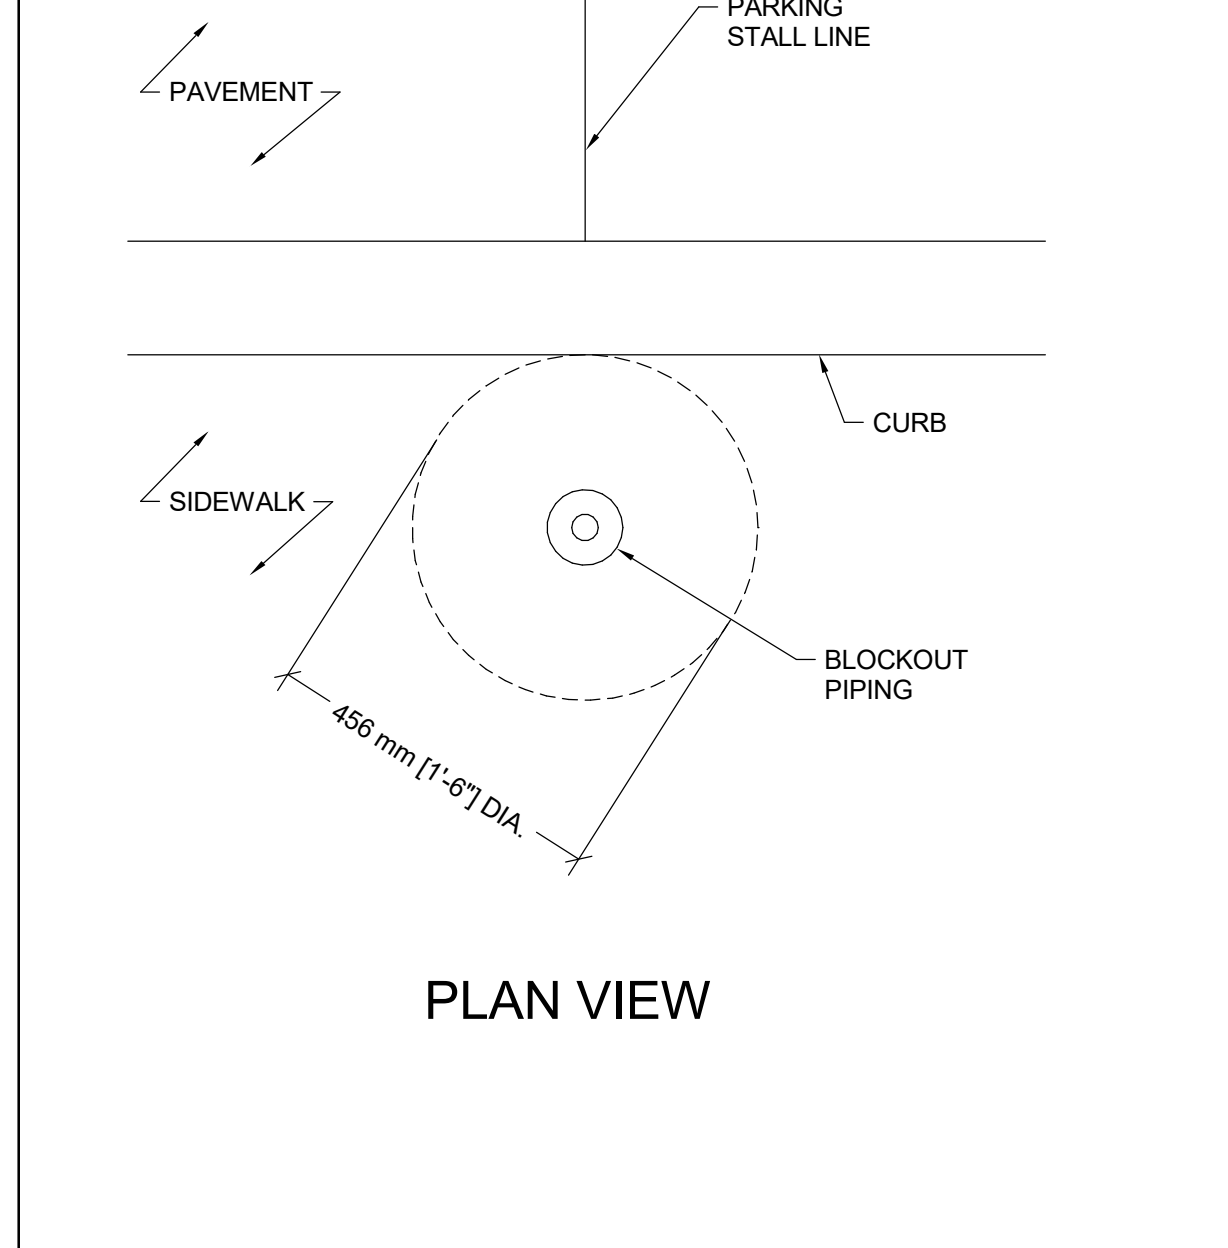 PARKING
STALL LINE
PAVEMENT
CURB
SIDEWALK
BLOCKOUT
PIPING
456 mm [1'-6"] DIA.
PLAN VIEW